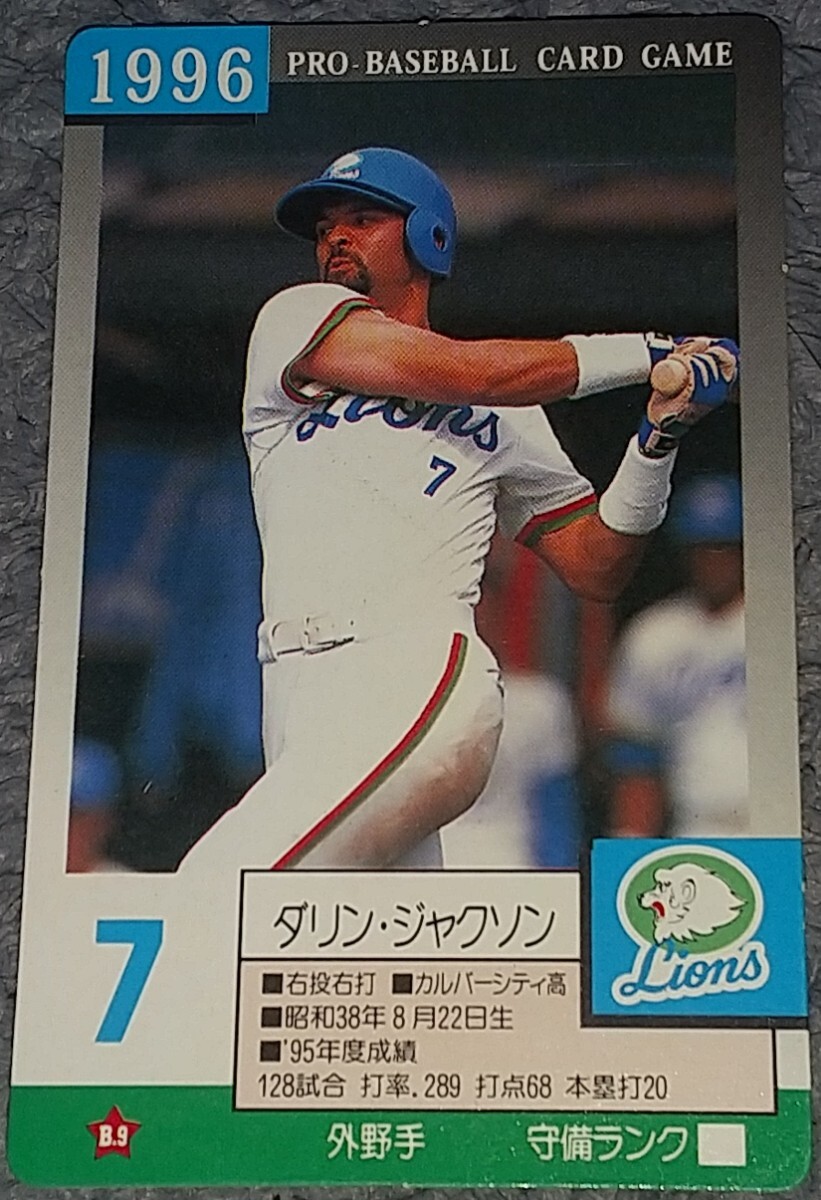 1996 PRO-BASEBALL CARD GAME
Lions
7
7
ダリン・ジャクソン
■右投右打 ■カルバーシティ高
■昭和38年8月22日生
■'95年度成績
128試合 打率.289 打点68 本塁打20
Lions
B.9
外野手 守備ランク